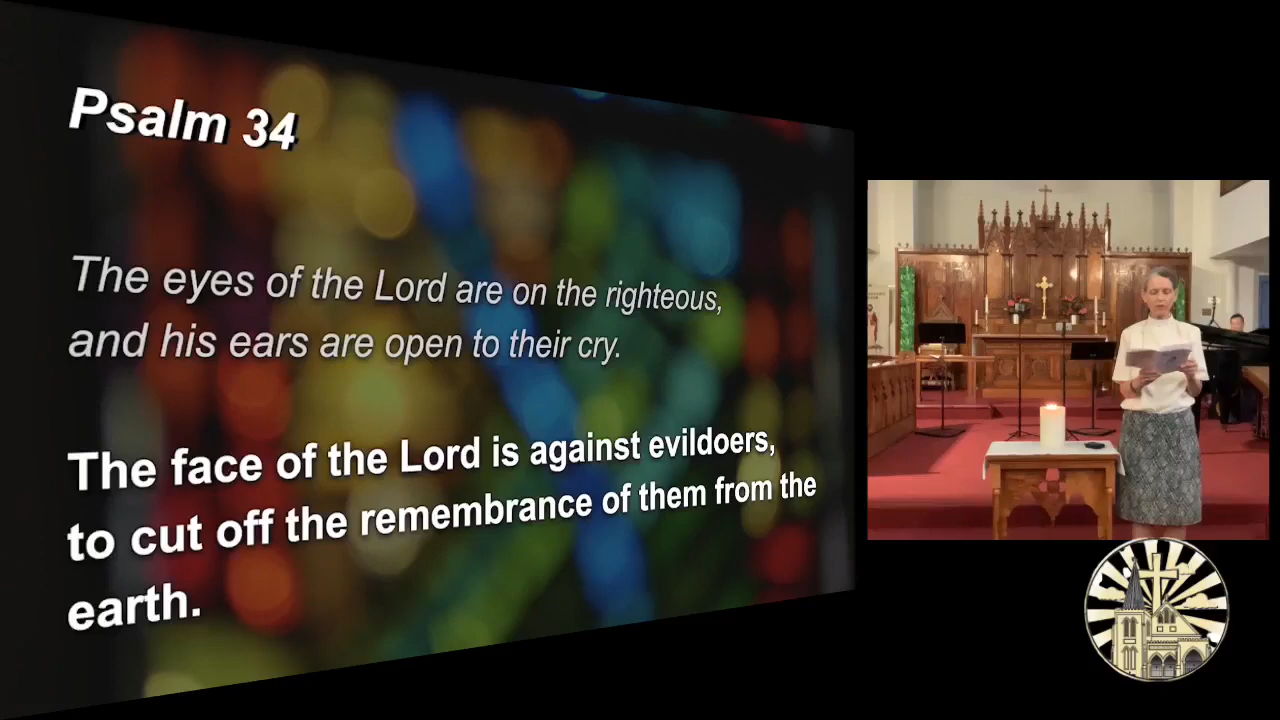 Psalm 34
The eyes of the Lord are on the righteous,
and his ears are open to their cry.
The face of the Lord is against evildoers,
to cut off the remembrance of them from the
earth.